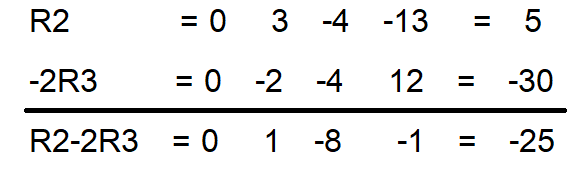 R2 = 0 3 -4 -13 = 5
-2R3 = 0 -2 -4 12 = -30
R2-2R3 = 0 1 -8 -1 = -25